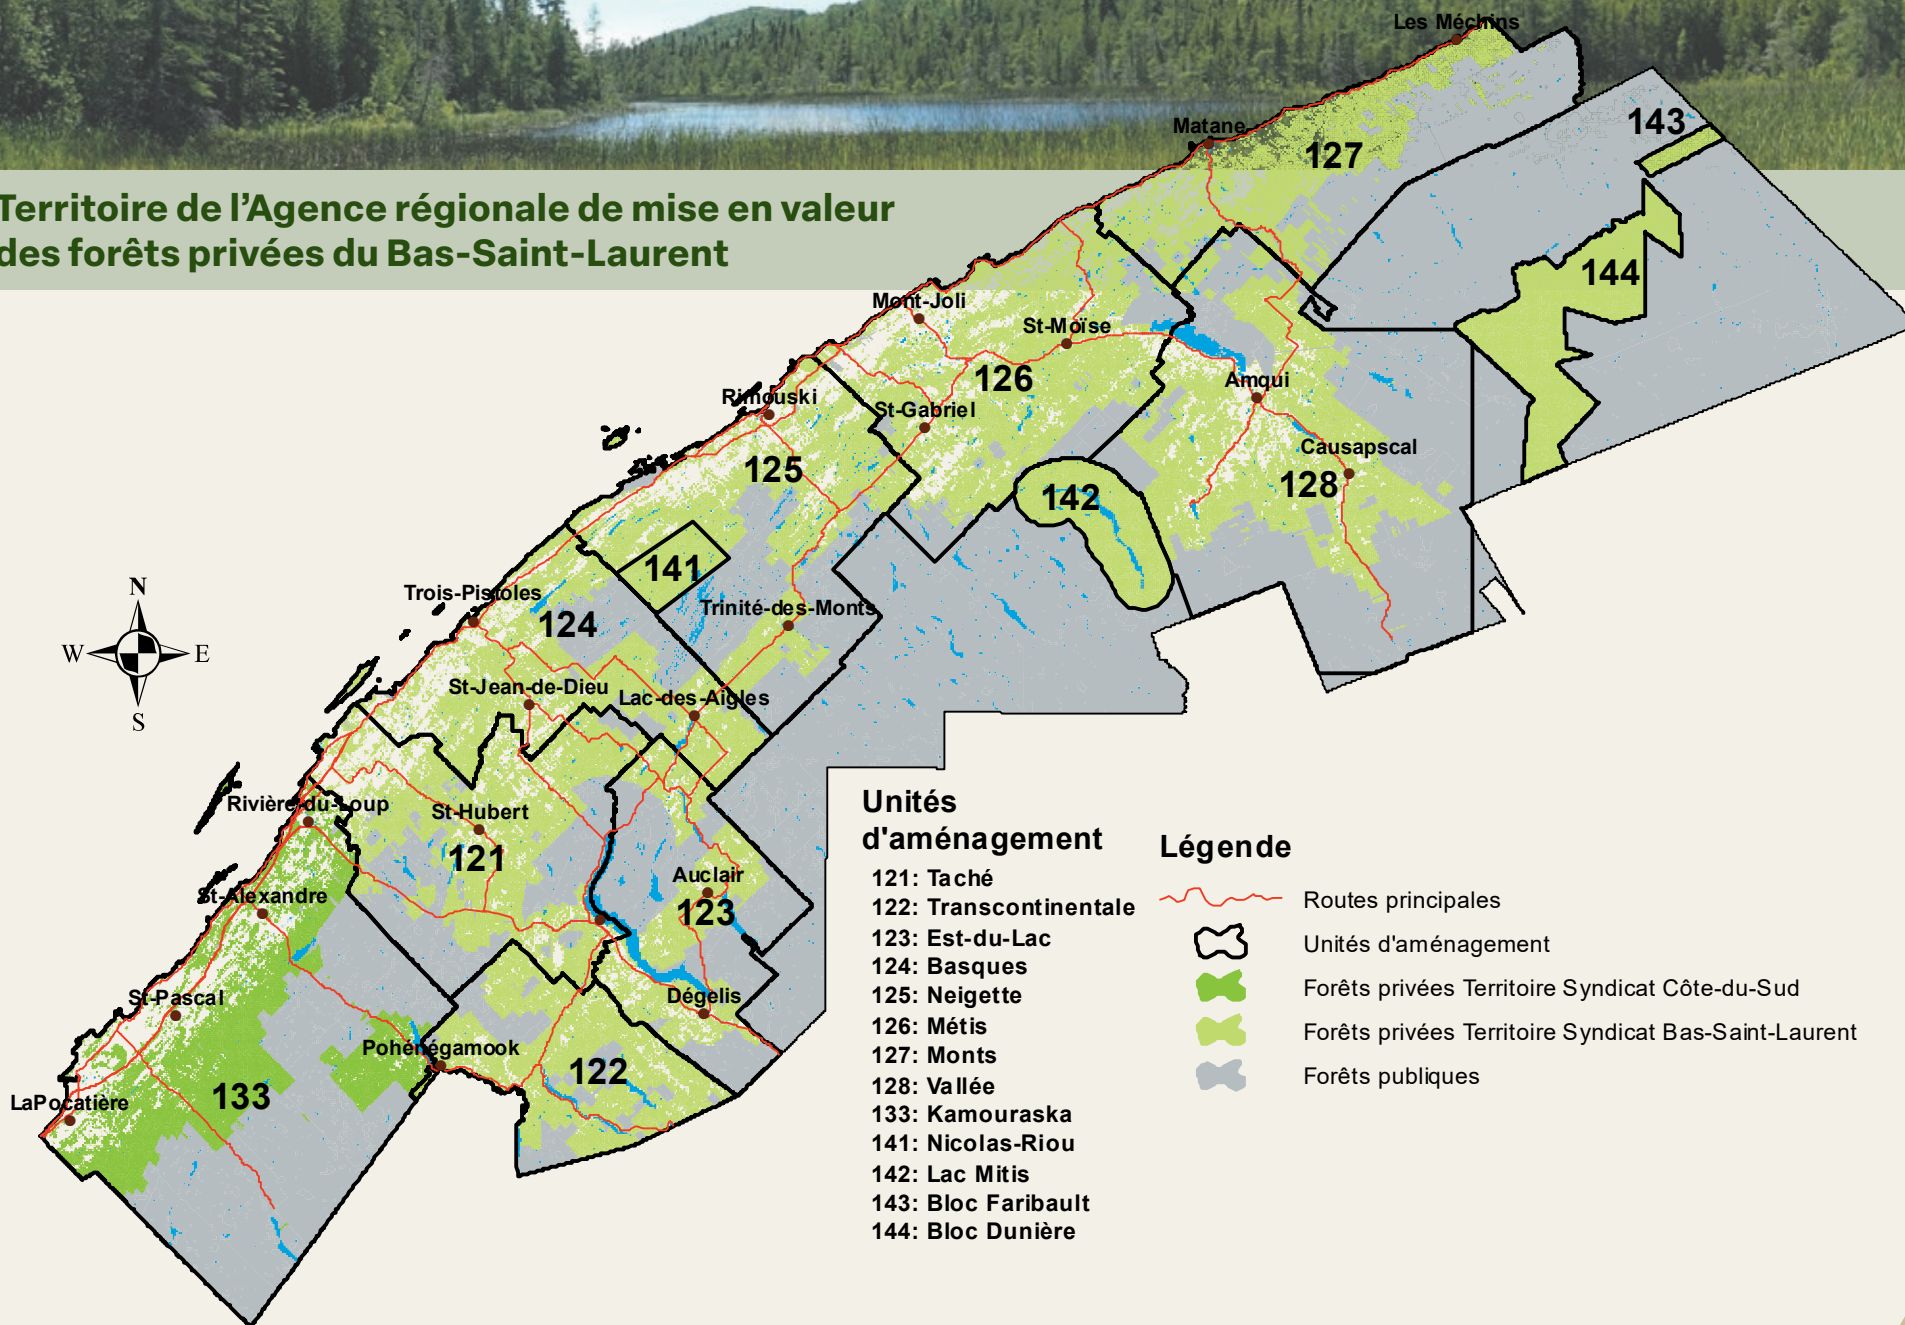 Les Méchins
143
Matane
127
Territoire de l'Agence régionale de mise en valeur
des forêts privées du Bas-Saint-Laurent
144
Mont-Joli
St-Moïse
126
Amqui
Rimouski
St-Gabriel
Causapscal
125
128
142
141
N
W
E
S
Trois-Pistoles
124
Trinité-des-Monts
St-Jean-de-Dieu
Lac-des-Aigles
Rivière-du-Loup
St-Hubert
121
Auclair
123
St-Alexandre
St-Pascal
Dégelis
Pohénégamook
122
133
LaPocatière
Unités
d'aménagement
121: Taché
122: Transcontinentale
123: Est-du-Lac
124: Basques
125: Neigette
126: Métis
127: Monts
128: Vallée
133: Kamouraska
141: Nicolas-Riou
142: Lac Mitis
143: Bloc Faribault
144: Bloc Dunière
Légende
Routes principales
Unités d'aménagement
Forêts privées Territoire Syndicat Côte-du-Sud
Forêts privées Territoire Syndicat Bas-Saint-Laurent
Forêts publiques